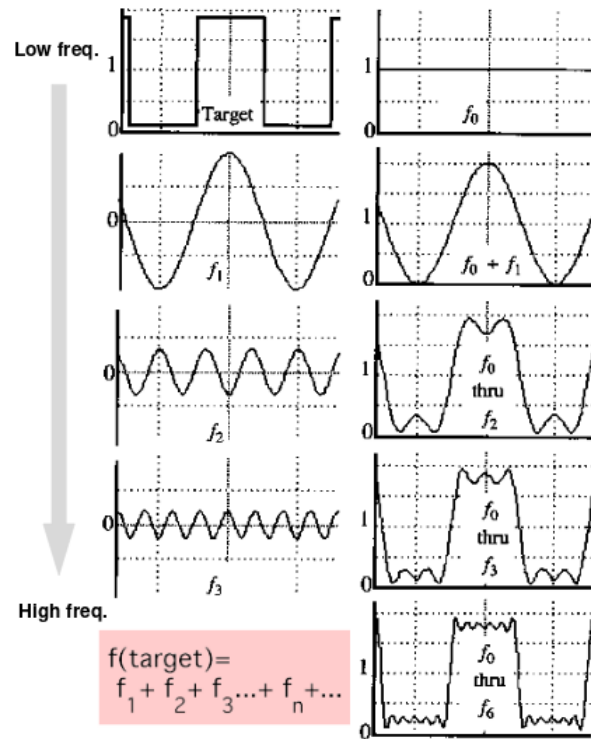 Low freq.
1
0
Target
1
0
f0
0
f1
1
0
f0 + f1
0
f2
1
0
f0
thru
f2
0
f3
1
0
f0
thru
f3
High freq.
f(target)=
f1 + f2 + f3...+ fn+...
1
0
f0
thru
f6